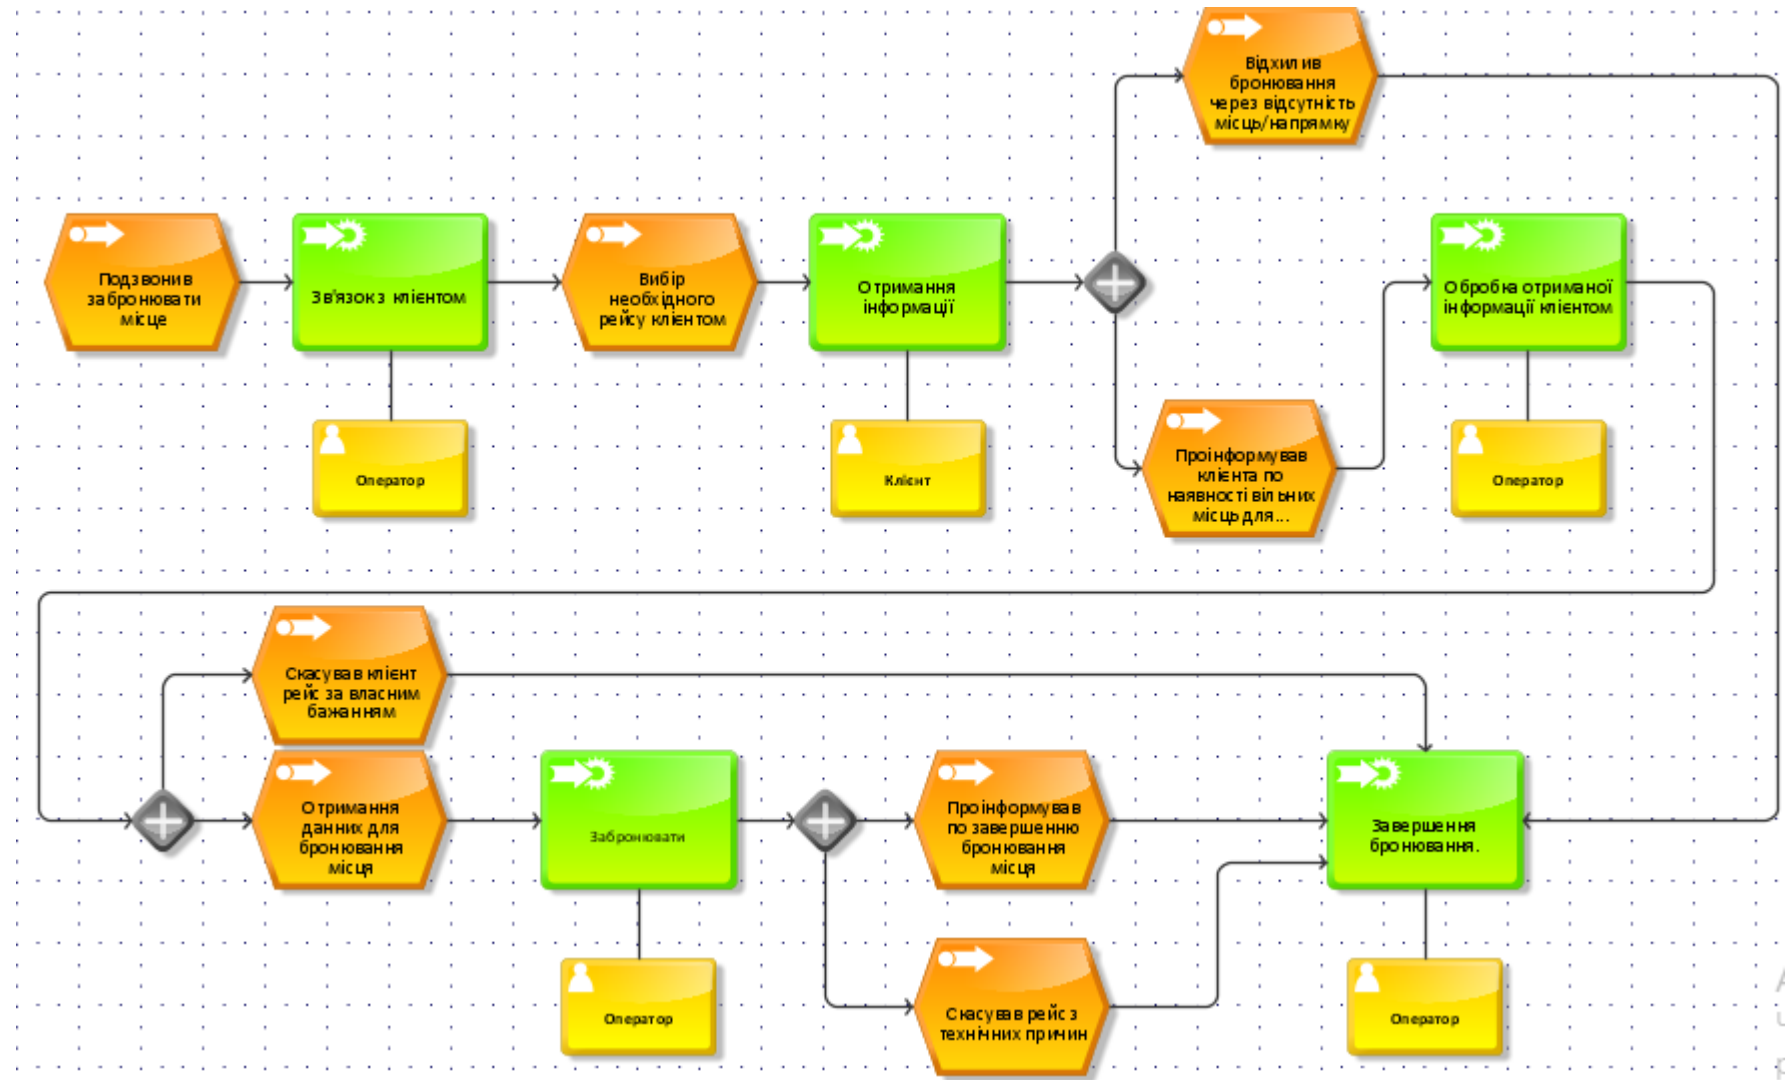 Відхилив
бронювання
через відсутність
місць/напрямку
Подзвонив
забронювати
місце
Зв'язок з клієнтом
Вибір
необхідного
рейсу клієнтом
Отримання
інформації
Обробка отриманої
інформації клієнтом
Проінформував
клієнта по
наявності вільних
місць для...
Оператор
Клієнт
Оператор
Скасував клієнт
рейс за власним
бажанням
Отримання
данних для
бронювання
місця
Забронювати
Проінформував
по завершенню
бронювання
місця
Завершення
бронювання.
Оператор
Скасував рейс з
технічних причин
Оператор